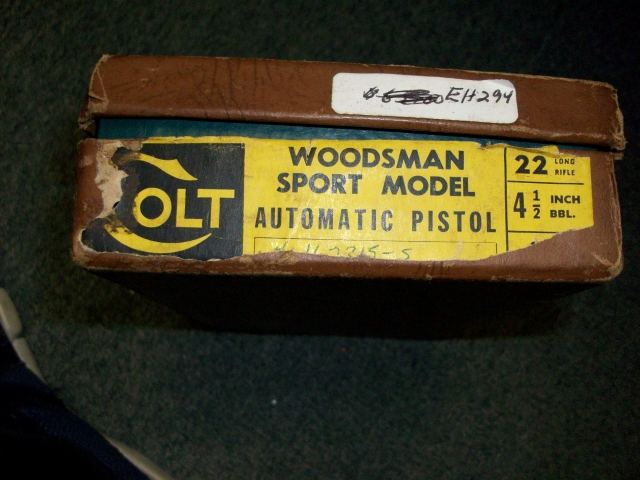 EH294
COLT
WOODSMAN
SPORT MODEL
AUTOMATIC PISTOL
22 LONG RIFLE
4 1/2 INCH BBL.